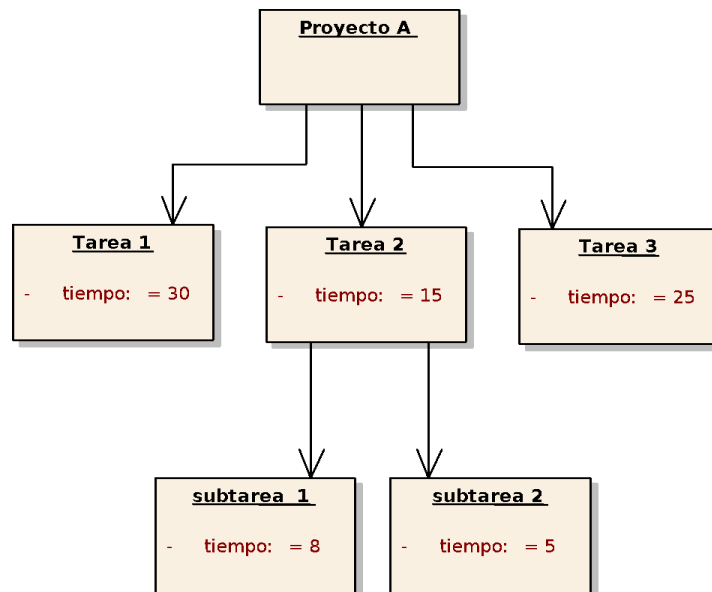 Proyecto A
Tarea 1
- tiempo: = 30
Tarea 2
- tiempo: = 15
Tarea 3
- tiempo: = 25
subtarea 1
- tiempo: = 8
subtarea 2
- tiempo: = 5